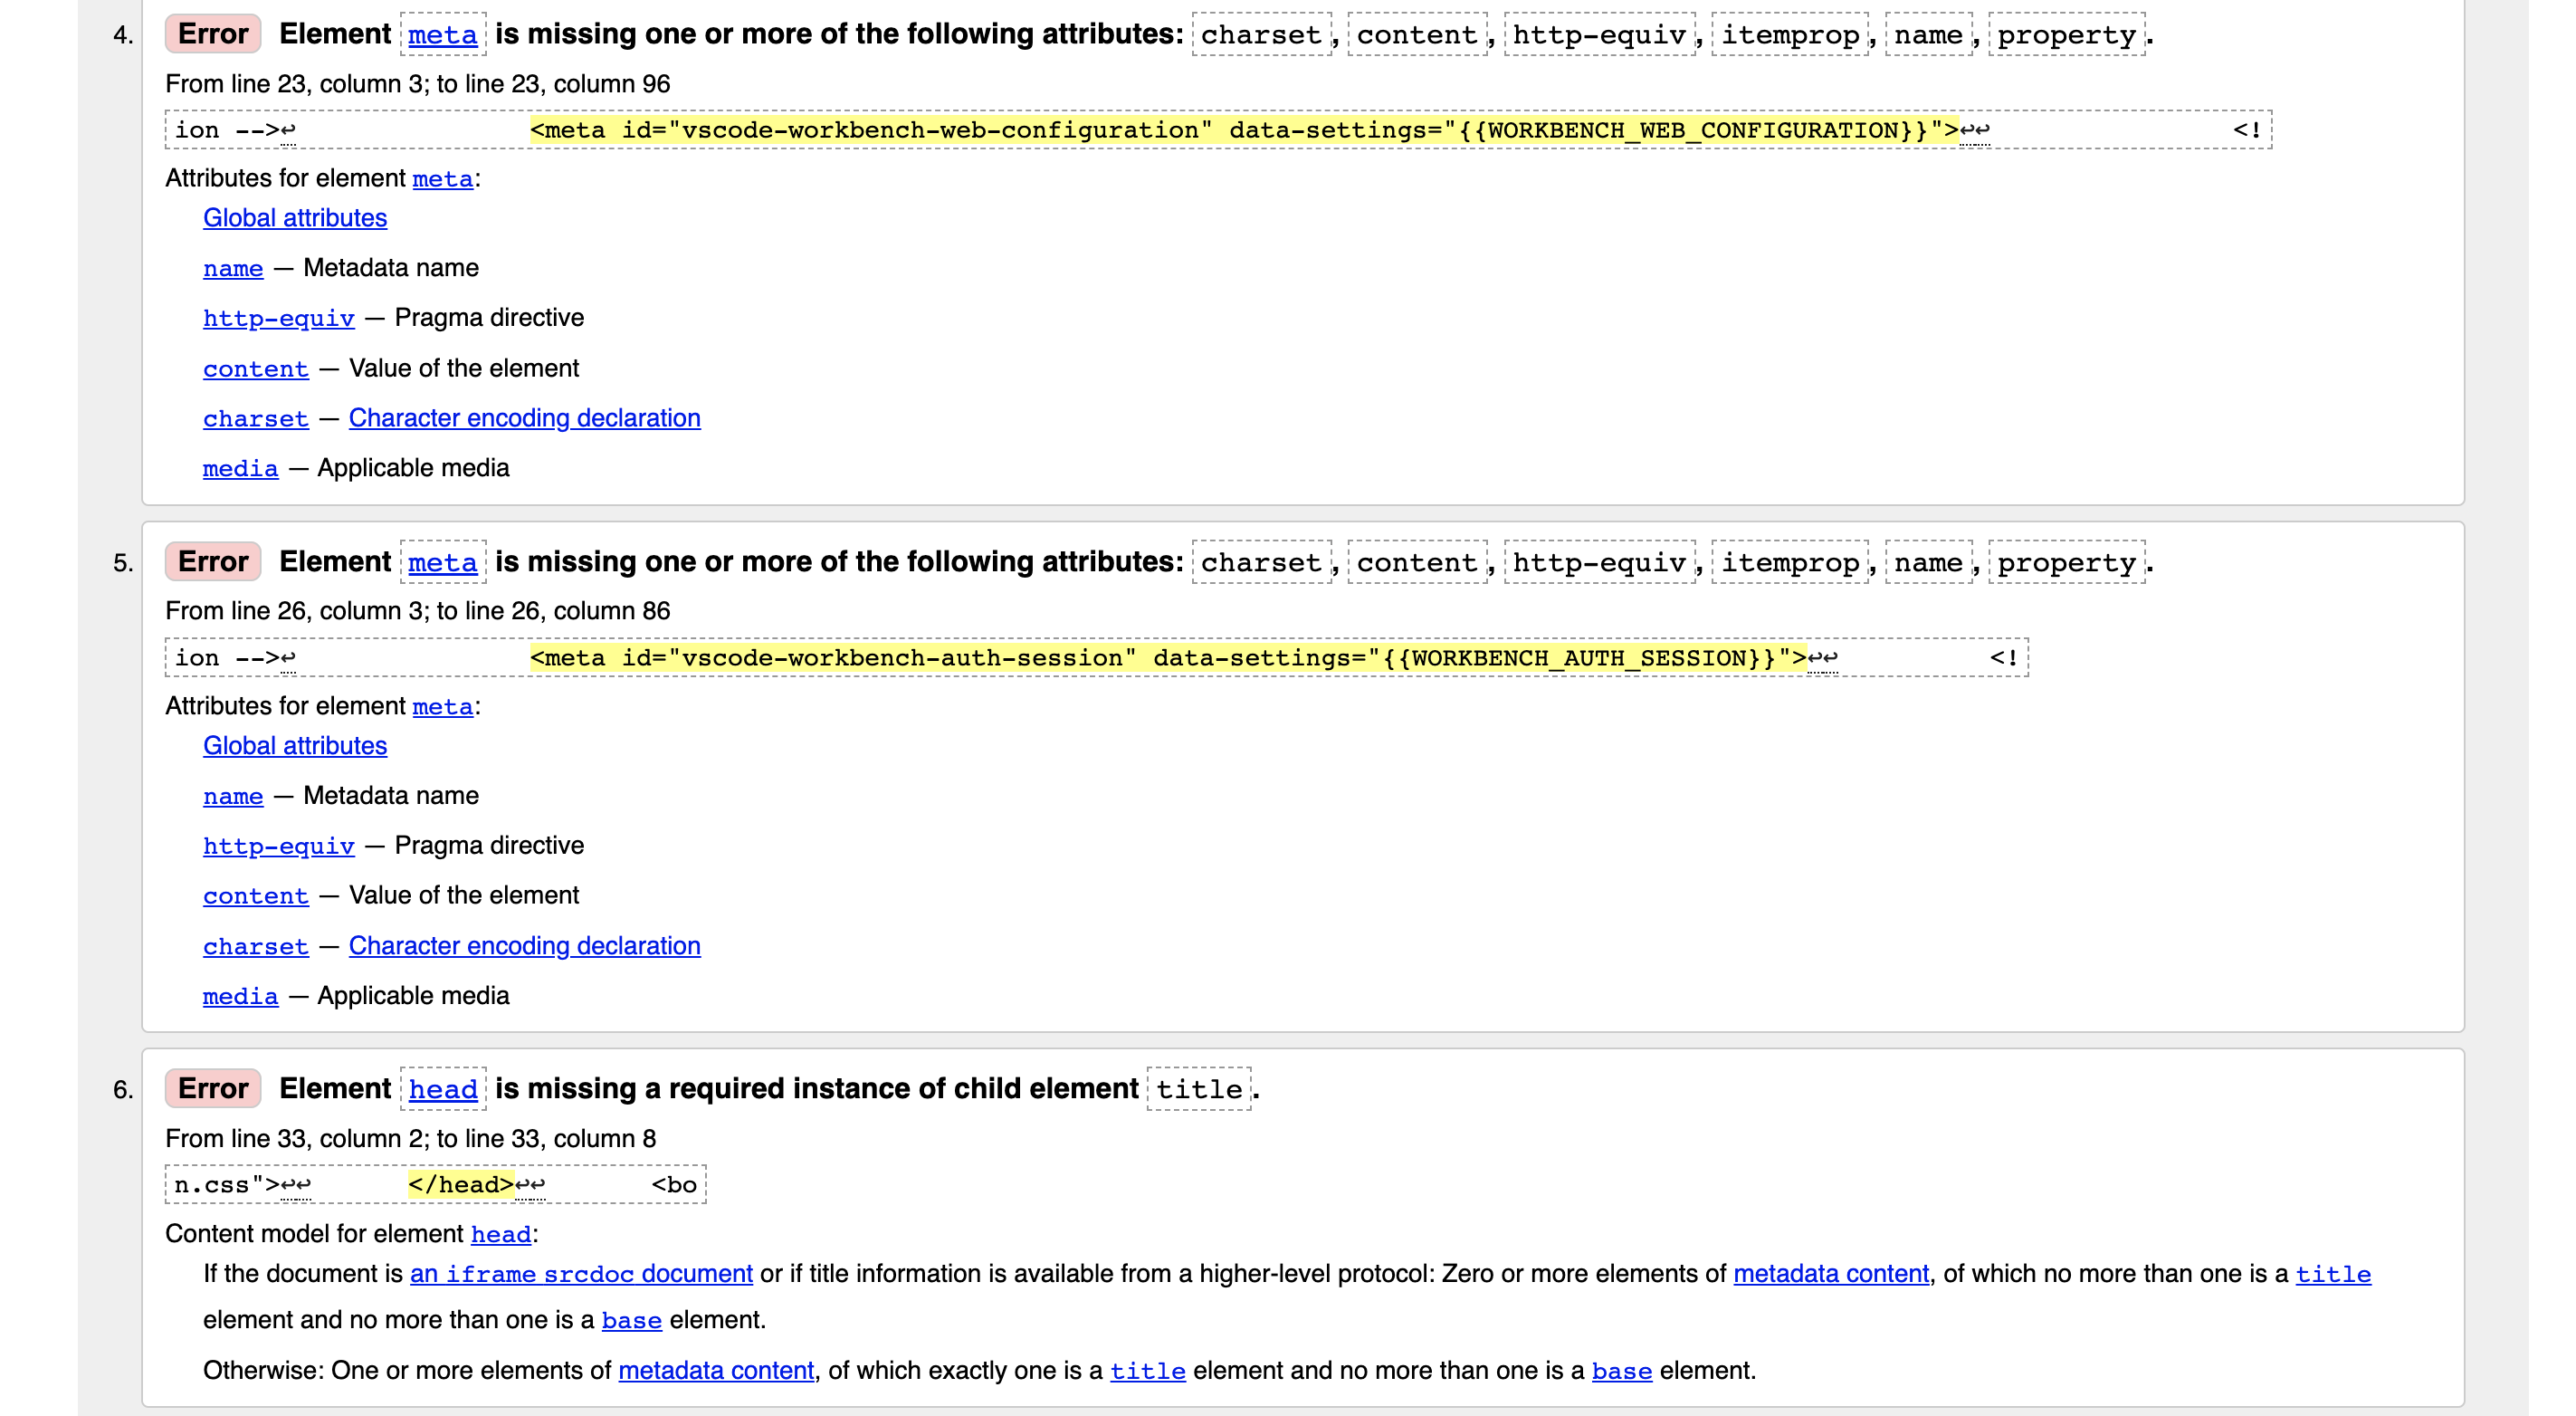 4. Error Element meta is missing one or more of the following attributes: charset, content, http-equiv, itemprop, name, property.
From line 23, column 3; to line 23, column 96
ion -->↩ <meta id="vscode-workbench-web-configuration" data-settings="{{WORKBENCH_WEB_CONFIGURATION}}">↩↩ <!
Attributes for element meta:
Global attributes
name — Metadata name
http-equiv — Pragma directive
content — Value of the element
charset — Character encoding declaration
media — Applicable media
5. Error Element meta is missing one or more of the following attributes: charset, content, http-equiv, itemprop, name, property.
From line 26, column 3; to line 26, column 86
ion -->↩ <meta id="vscode-workbench-auth-session" data-settings="{{WORKBENCH_AUTH_SESSION}}">↩↩ <!
Attributes for element meta:
Global attributes
name — Metadata name
http-equiv — Pragma directive
content — Value of the element
charset — Character encoding declaration
media — Applicable media
6. Error Element head is missing a required instance of child element title.
From line 33, column 2; to line 33, column 8
n.css">↩↩ </head>↩↩ <bo
Content model for element head:
If the document is an iframe srcdoc document or if title information is available from a higher-level protocol: Zero or more elements of metadata content, of which no more than one is a title
element and no more than one is a base element.
Otherwise: One or more elements of metadata content, of which exactly one is a title element and no more than one is a base element.